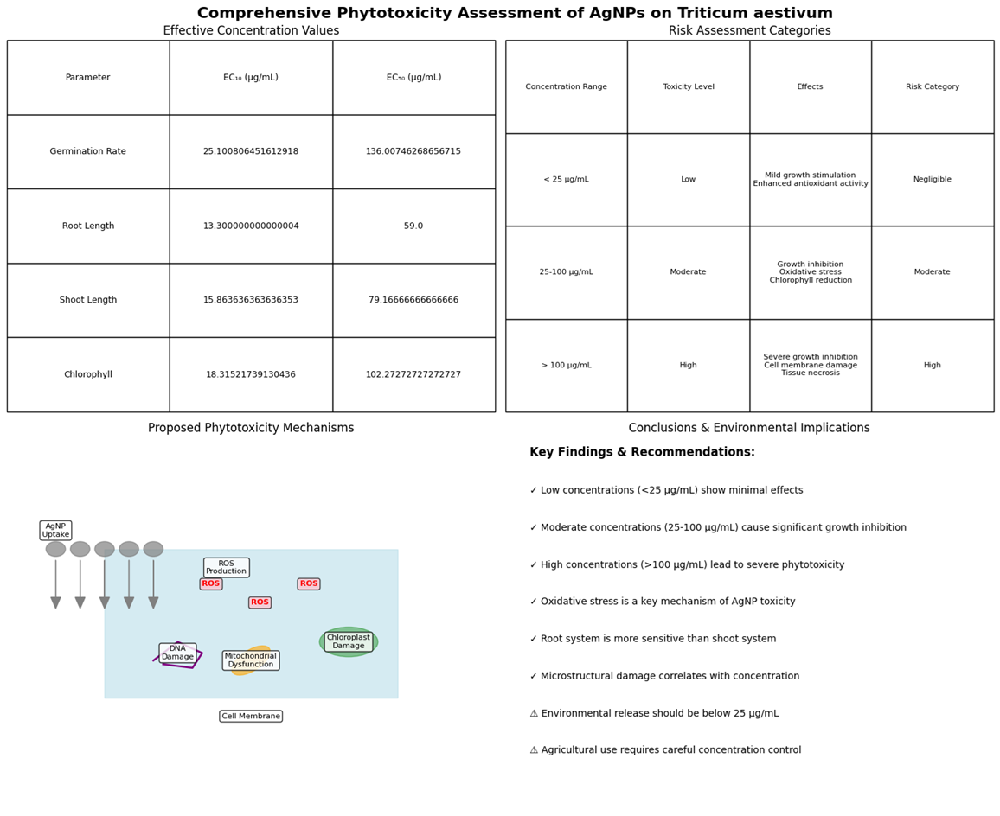 Comprehensive Phytotoxicity Assessment of AgNPs on Triticum aestivum
Effective Concentration Values
Parameter EC₁₀ (μg/mL) EC₅₀ (μg/mL)
Germination Rate 25.100806451612918 136.00746268656715
Root Length 13.300000000000004 59.0
Shoot Length 15.863636363636353 79.16666666666666
Chlorophyll 18.31521739130436 102.27272727272727
Risk Assessment Categories
Concentration Range Toxicity Level Effects Risk Category
< 25 μg/mL Low Mild growth stimulation Negligible
Enhanced antioxidant activity
25-100 μg/mL Moderate Growth inhibition Moderate
Oxidative stress
Chlorophyll reduction
> 100 μg/mL High Severe growth inhibition High
Cell membrane damage
Tissue necrosis
Proposed Phytotoxicity Mechanisms
AgNP
Uptake
ROS
Production
ROS
ROS
ROS
DNA
Damage
Mitochondrial
Dysfunction
Chloroplast
Damage
Cell Membrane
Conclusions & Environmental Implications
Key Findings & Recommendations:
✓ Low concentrations (<25 μg/mL) show minimal effects
✓ Moderate concentrations (25-100 μg/mL) cause significant growth inhibition
✓ High concentrations (>100 μg/mL) lead to severe phytotoxicity
✓ Oxidative stress is a key mechanism of AgNP toxicity
✓ Root system is more sensitive than shoot system
✓ Microstructural damage correlates with concentration
⚠ Environmental release should be below 25 μg/mL
⚠ Agricultural use requires careful concentration control